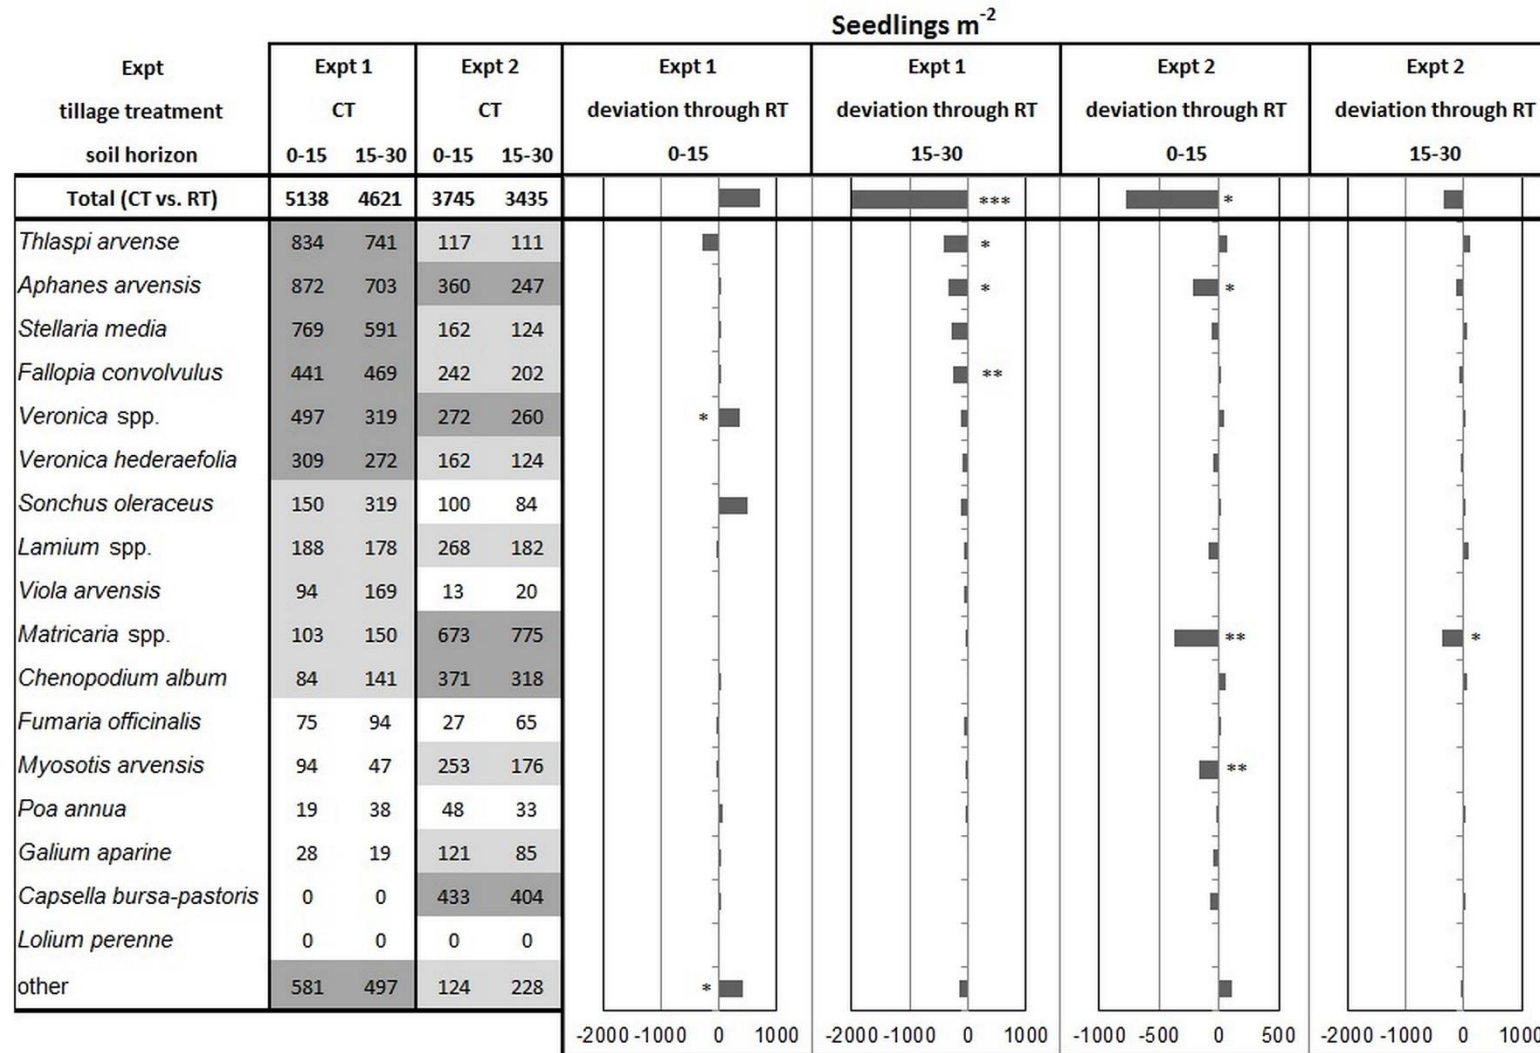 Seedlings m-2
Expt Expt 1 Expt 2 Expt 1 Expt 1 Expt 2 Expt 2
tillage treatment CT CT deviation through RT deviation through RT deviation through RT deviation through RT
soil horizon 0-15 15-30 0-15 15-30 0-15 15-30 0-15 15-30
Total (CT vs. RT) 5138 4621 3745 3435 *** *
Thlaspi arvense 834 741 117 111 *
Aphanes arvensis 872 703 360 247 * *
Stellaria media 769 591 162 124
Fallopia convolvulus 441 469 242 202 **
Veronica spp. 497 319 272 260 *
Veronica hederaefolia 309 272 162 124
Sonchus oleraceus 150 319 100 84
Lamium spp. 188 178 268 182
Viola arvensis 94 169 13 20
Matricaria spp. 103 150 673 775 ** *
Chenopodium album 84 141 371 318
Fumaria officinalis 75 94 27 65
Myosotis arvensis 94 47 253 176 **
Poa annua 19 38 48 33
Galium aparine 28 19 121 85
Capsella bursa-pastoris 0 0 433 404
Lolium perenne 0 0 0 0
other 581 497 124 228 *
-2000 -1000 0 1000 -2000 -1000 0 1000 -1000 -500 0 500 -2000 -1000 0 1000